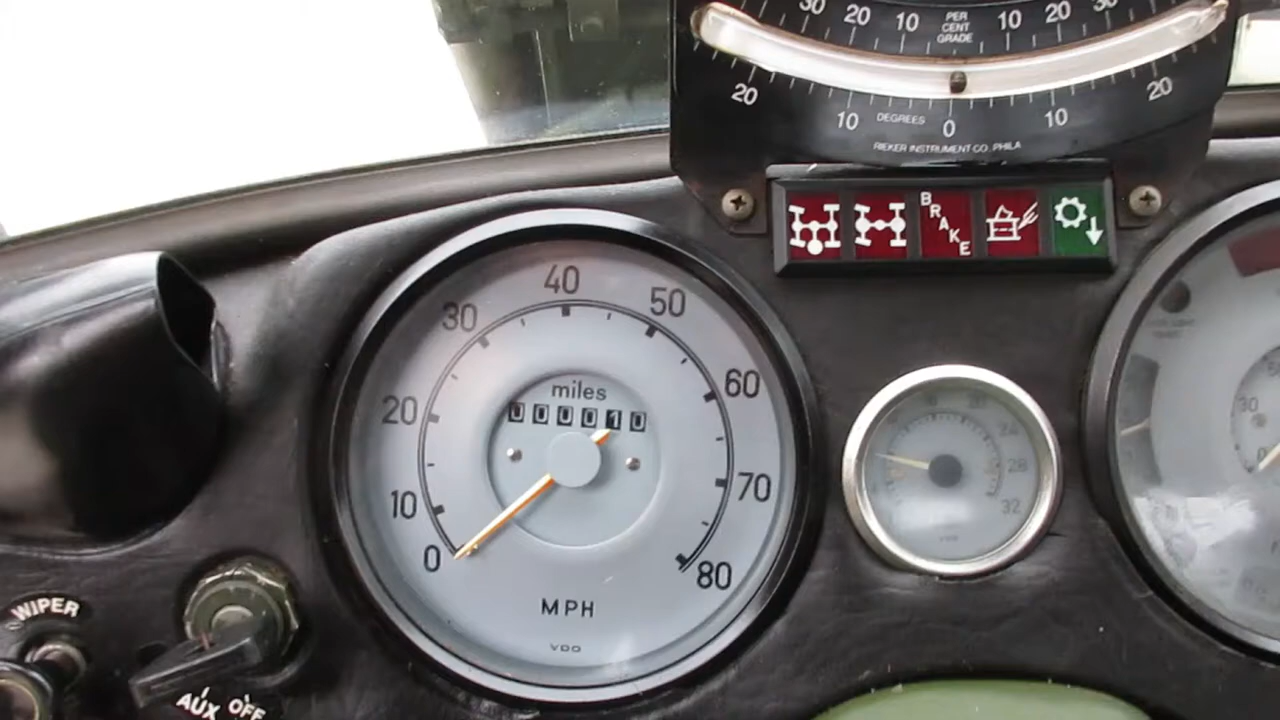 30 20 10 PER CENT GRADE 10 20 30
20 10 DEGREES 0 10 20
RIEKER INSTRUMENT CO. PHILA
BRAKE
0 10 20 30 40 50 60 70 80
miles
000010
MPH
VDO
24 28 32
VDO
30
WIPER
AUX OFF